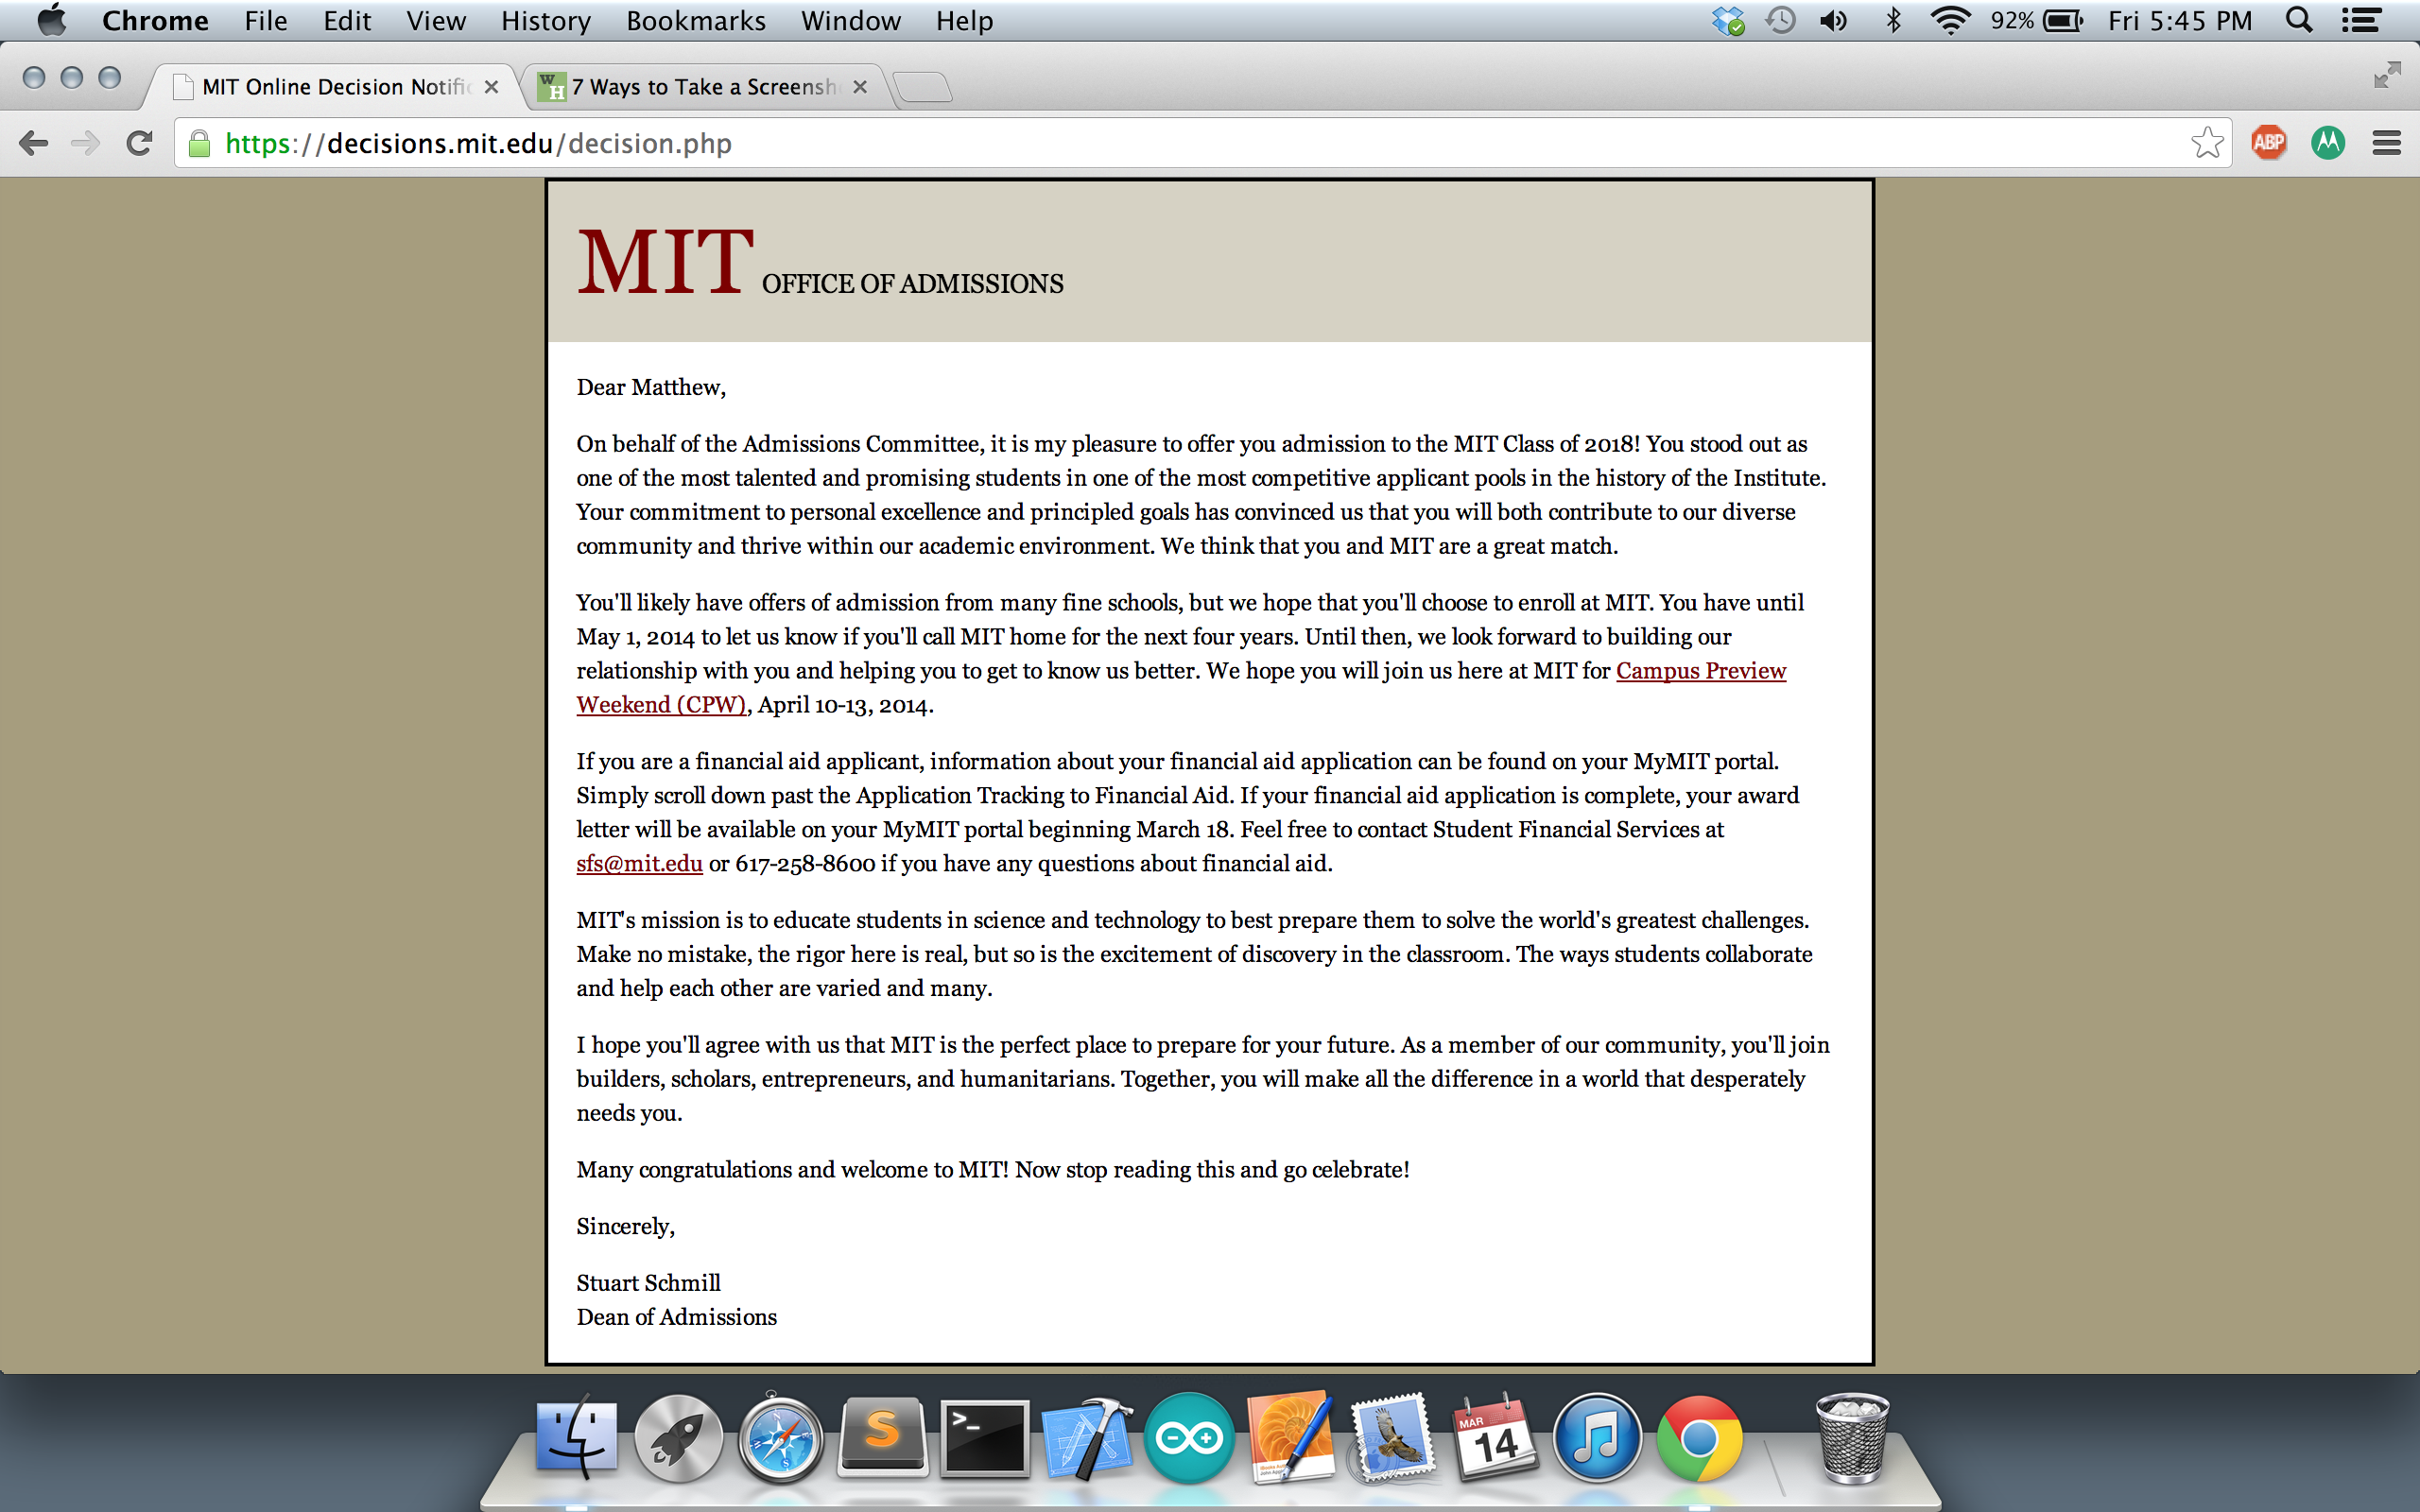 Chrome File Edit View History Bookmarks Window Help 92% Fri 5:45 PM
MIT Online Decision Notific
7 Ways to Take a Screensh
https://decisions.mit.edu/decision.php
ABP
MIT OFFICE OF ADMISSIONS
Dear Matthew,
On behalf of the Admissions Committee, it is my pleasure to offer you admission to the MIT Class of 2018! You stood out as
one of the most talented and promising students in one of the most competitive applicant pools in the history of the Institute.
Your commitment to personal excellence and principled goals has convinced us that you will both contribute to our diverse
community and thrive within our academic environment. We think that you and MIT are a great match.
You'll likely have offers of admission from many fine schools, but we hope that you'll choose to enroll at MIT. You have until
May 1, 2014 to let us know if you'll call MIT home for the next four years. Until then, we look forward to building our
relationship with you and helping you to get to know us better. We hope you will join us here at MIT for Campus Preview
Weekend (CPW), April 10-13, 2014.
If you are a financial aid applicant, information about your financial aid application can be found on your MyMIT portal.
Simply scroll down past the Application Tracking to Financial Aid. If your financial aid application is complete, your award
letter will be available on your MyMIT portal beginning March 18. Feel free to contact Student Financial Services at
sfs@mit.edu or 617-258-8600 if you have any questions about financial aid.
MIT's mission is to educate students in science and technology to best prepare them to solve the world's greatest challenges.
Make no mistake, the rigor here is real, but so is the excitement of discovery in the classroom. The ways students collaborate
and help each other are varied and many.
I hope you'll agree with us that MIT is the perfect place to prepare for your future. As a member of our community, you'll join
builders, scholars, entrepreneurs, and humanitarians. Together, you will make all the difference in a world that desperately
needs you.
Many congratulations and welcome to MIT! Now stop reading this and go celebrate!
Sincerely,
Stuart Schmill
Dean of Admissions
MAR
14